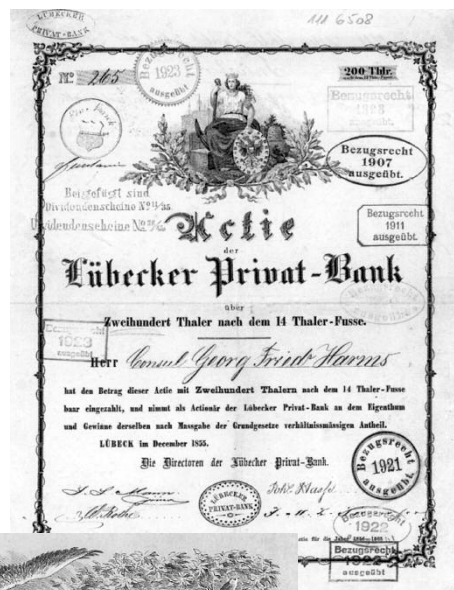 LÜBECKER
PRIVAT-BANK
111 6508
No. 265
Bezugsrecht
1923
ausgeübt
200 Thlr.
Bezugsrecht
ausgeübt.
Bezugsrecht
1907
ausgeübt.
Beigefügt sind
Dividendenscheine No
Dividendenscheine No
Bezugsrecht
1911
ausgeübt.
Actie
der
Lübecker Privat-Bank
über
Zweihundert Thaler nach dem 14 Thaler-Fusse.
1923
ausgeübt
Herr Consul Georg Friedr Harms
hat den Betrag dieser Actie mit Zweihundert Thalern nach dem 14 Thaler-Fusse
baar eingezahlt, und nimmt als Actionär der Lübecker Privat-Bank an dem Eigenthum
und Gewinne derselben nach Massgabe der Grundgesetze verhältnissmässigen Antheil.
LÜBECK im December 1855.
Die Directoren der Lübecker Privat-Bank.
Bezugsrecht
1921
ausgeübt.
LÜBECKER
PRIVAT-BANK
Bezugsrecht
1922
Bezugsrecht
1922
ausgeübt